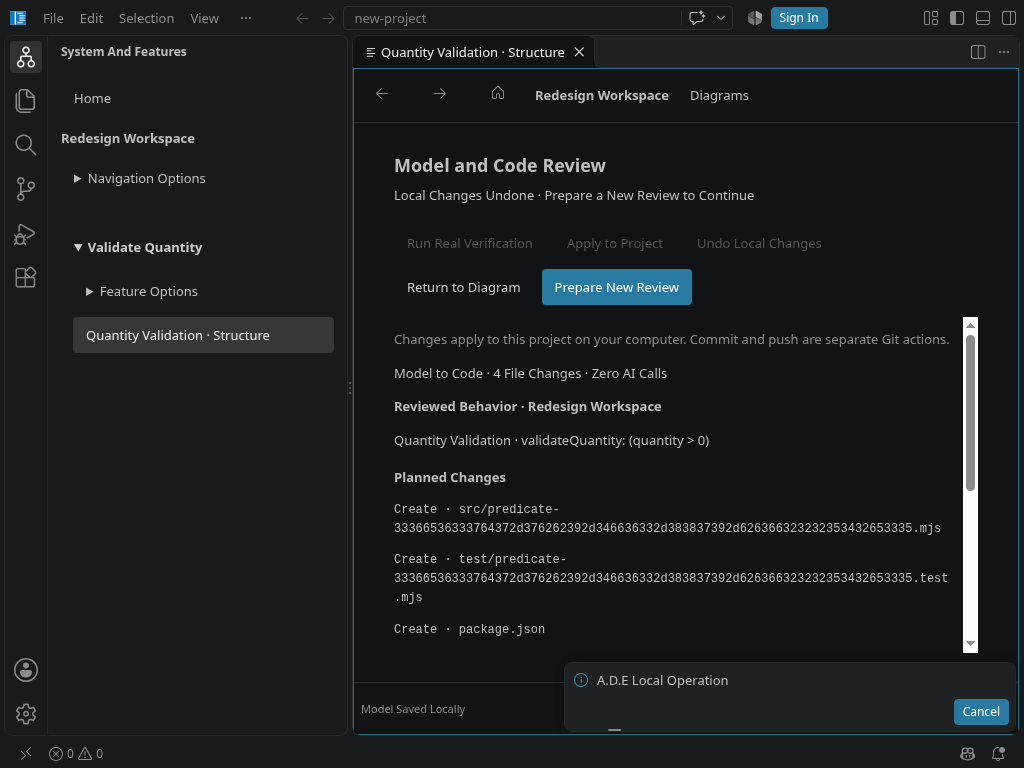 File Edit Selection View ··· new-project Sign In
System And Features
Home
Redesign Workspace
Navigation Options
Validate Quantity
Feature Options
Quantity Validation · Structure
Quantity Validation · Structure
Redesign Workspace Diagrams
Model and Code Review
Local Changes Undone · Prepare a New Review to Continue
Run Real Verification Apply to Project Undo Local Changes
Return to Diagram Prepare New Review
Changes apply to this project on your computer. Commit and push are separate Git actions.
Model to Code · 4 File Changes · Zero AI Calls
Reviewed Behavior · Redesign Workspace
Quantity Validation · validateQuantity: (quantity > 0)
Planned Changes
Create · src/predicate-
33366536333764372d376262392d346636332d383837392d626366323232353432653335.mjs
Create · test/predicate-
33366536333764372d376262392d346636332d383837392d626366323232353432653335.test
.mjs
Create · package.json
A.D.E Local Operation
Cancel
Model Saved Locally
0 0